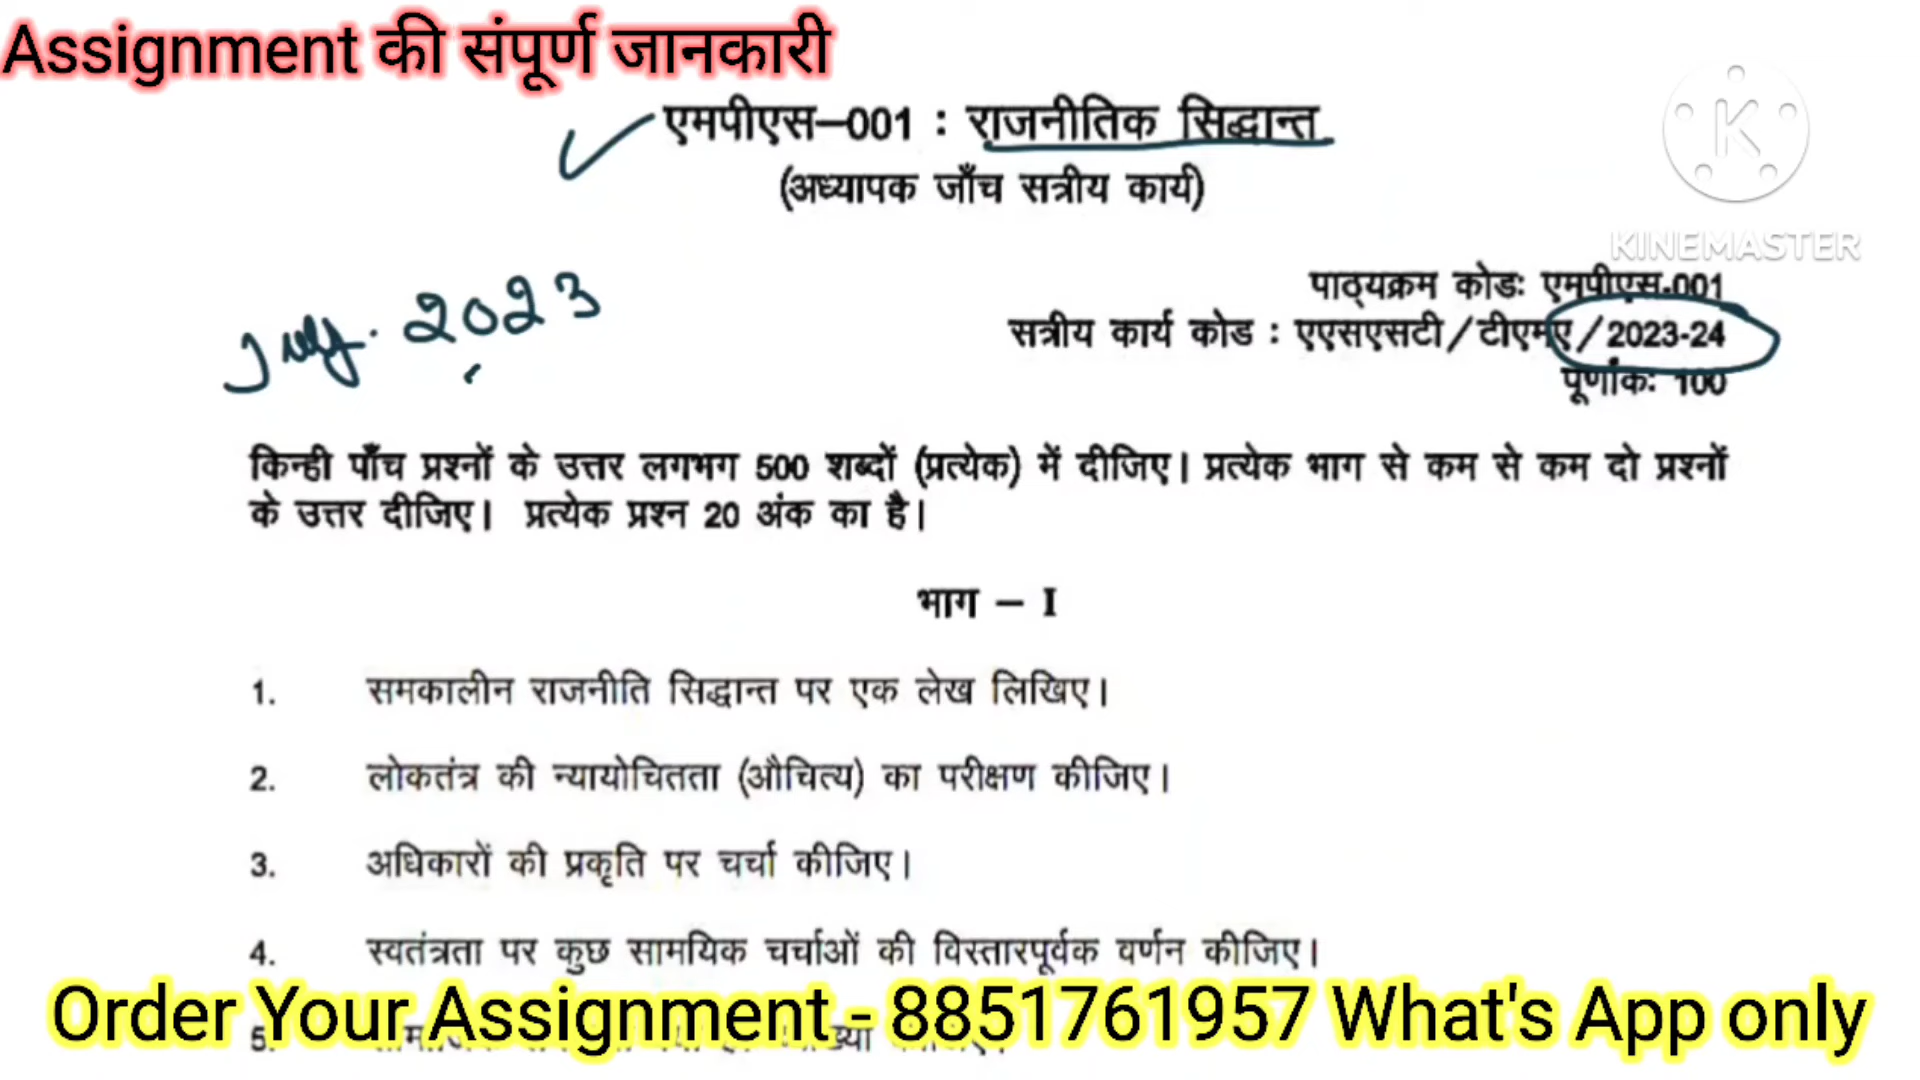 Assignment की संपूर्ण जानकारी
एमपीएस–001 : राजनीतिक सिद्धान्त
(अध्यापक जाँच सत्रीय कार्य)
KINEMASTER
July. 2023
पाठ्यक्रम कोडः एमपीएस-001
सत्रीय कार्य कोड : एएसएसटी/टीएमए/2023-24
पूर्णांकः 100
किन्ही पाँच प्रश्नों के उत्तर लगभग 500 शब्दों (प्रत्येक) में दीजिए। प्रत्येक भाग से कम से कम दो प्रश्नों
के उत्तर दीजिए। प्रत्येक प्रश्न 20 अंक का है।
भाग – I
1. समकालीन राजनीति सिद्धान्त पर एक लेख लिखिए।
2. लोकतंत्र की न्यायोचितता (औचित्य) का परीक्षण कीजिए।
3. अधिकारों की प्रकृति पर चर्चा कीजिए।
4. स्वतंत्रता पर कुछ सामयिक चर्चाओं की विस्तारपूर्वक वर्णन कीजिए।
Order Your Assignment - 8851761957 What's App only
5.